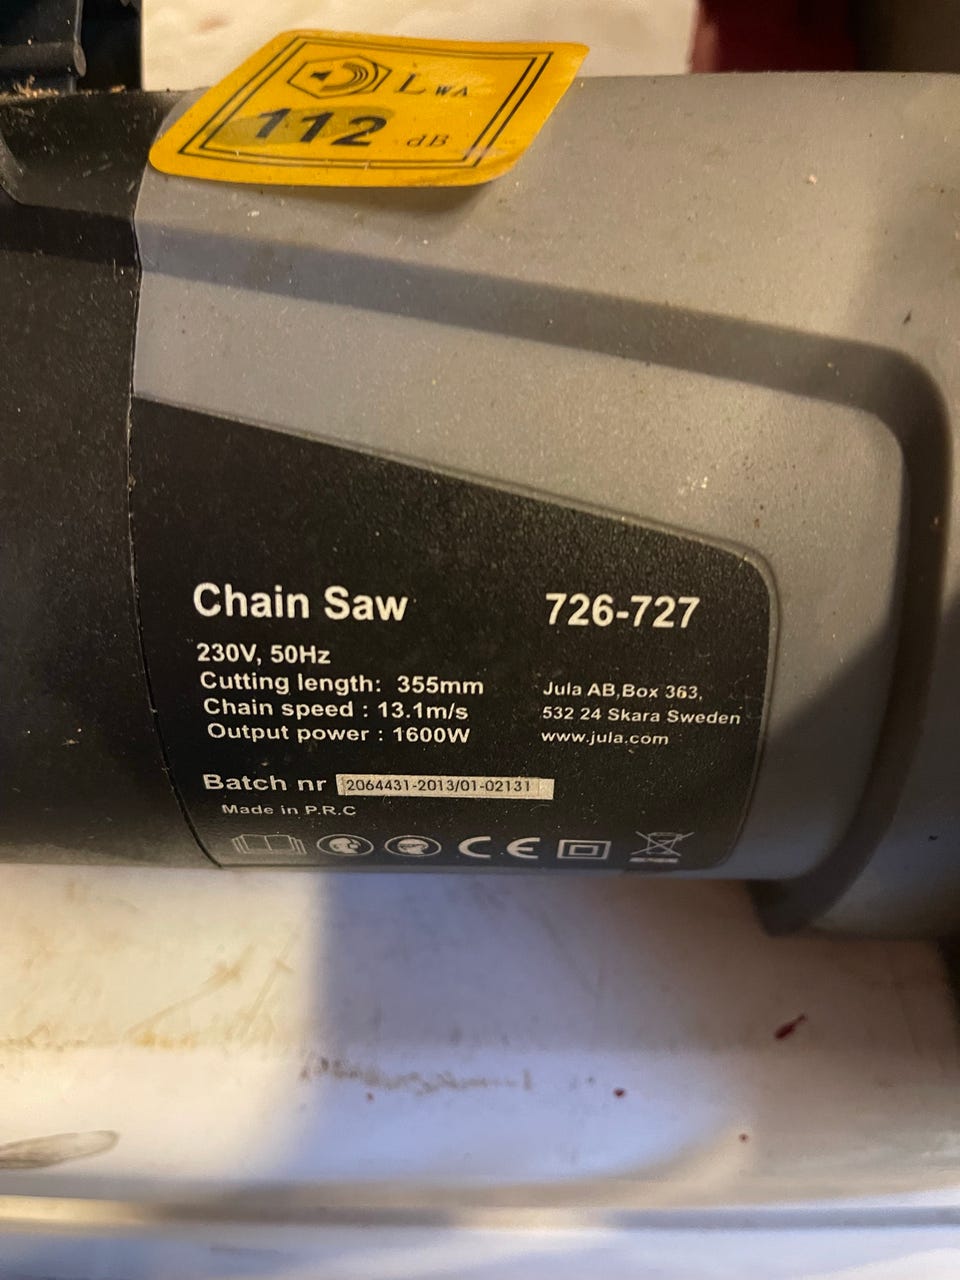 LWA
112 dB
Chain Saw 726-727
230V, 50Hz
Cutting length: 355mm
Chain speed : 13.1m/s
Output power : 1600W
Jula AB,Box 363,
532 24 Skara Sweden
www.jula.com
Batch nr 2064431-2013/01-02131
Made in P.R.C
CE